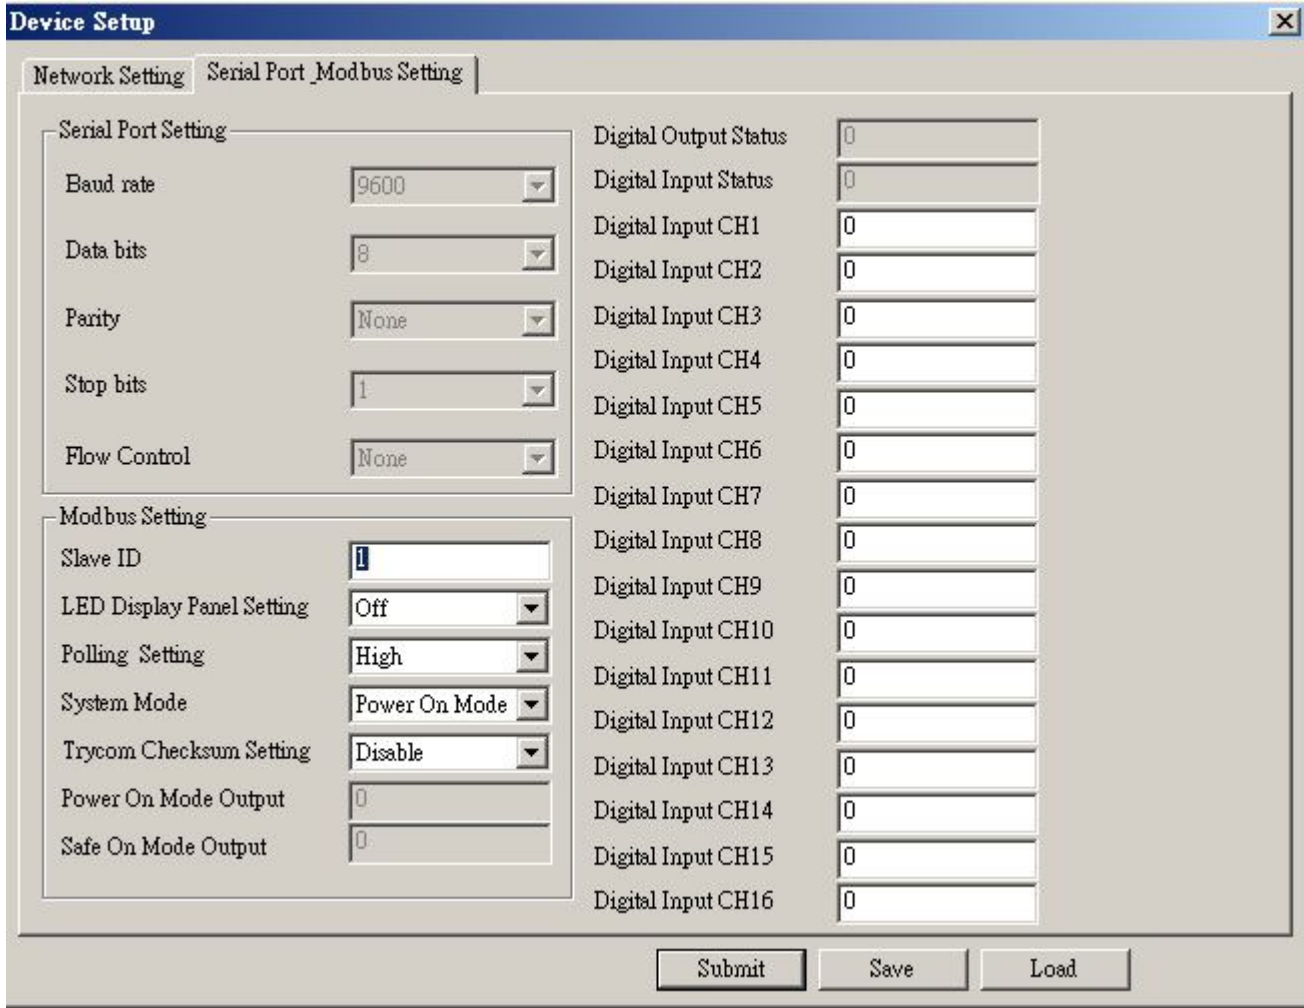 Device Setup
Network Setting
Serial Port _Modbus Setting
Serial Port Setting
Baud rate 9600
Data bits 8
Parity None
Stop bits 1
Flow Control None
Modbus Setting
Slave ID 1
LED Display Panel Setting Off
Polling Setting High
System Mode Power On Mode
Trycom Checksum Setting Disable
Power On Mode Output 0
Safe On Mode Output 0
Digital Output Status 0
Digital Input Status 0
Digital Input CH1 0
Digital Input CH2 0
Digital Input CH3 0
Digital Input CH4 0
Digital Input CH5 0
Digital Input CH6 0
Digital Input CH7 0
Digital Input CH8 0
Digital Input CH9 0
Digital Input CH10 0
Digital Input CH11 0
Digital Input CH12 0
Digital Input CH13 0
Digital Input CH14 0
Digital Input CH15 0
Digital Input CH16 0
Submit
Save
Load